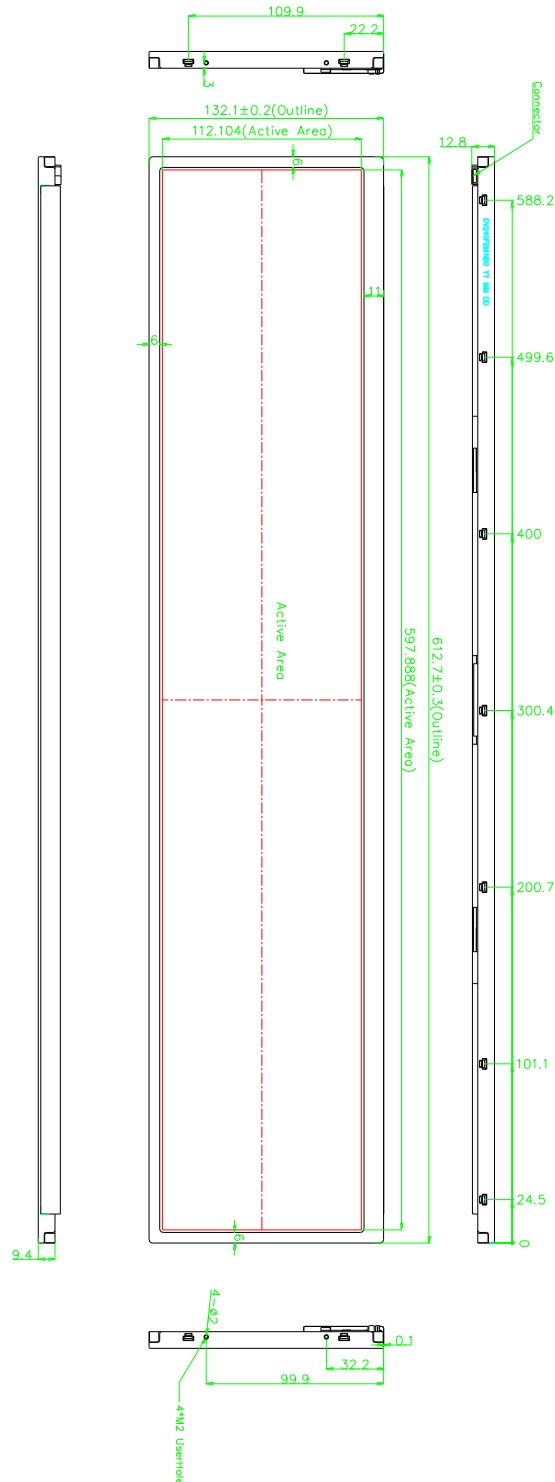 109.9
22.2
3
132.1±0.2(Outline)
112.104(Active Area)
Connector
12.8
6
588.2
11
6
499.6
400
Active Area
612.7±0.3(Outline)
597.888(Active Area)
300.4
200.7
101.1
24.5
6
0
9.4
4-ø2
0.1
32.2
99.9
4*M2 UserHole